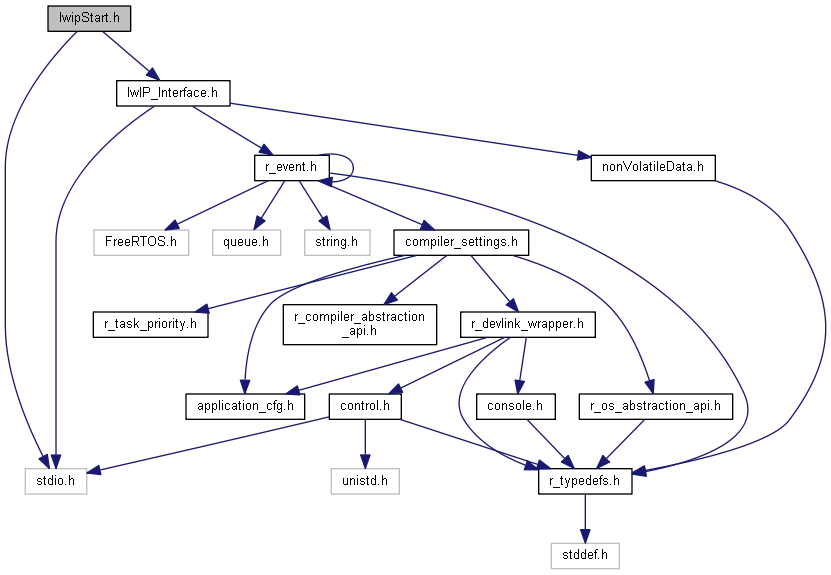 lwipStart.h
lwIP_Interface.h
r_event.h
nonVolatileData.h
FreeRTOS.h
queue.h
string.h
compiler_settings.h
r_task_priority.h
r_compiler_abstraction
_api.h
r_devlink_wrapper.h
application_cfg.h
control.h
console.h
r_os_abstraction_api.h
stdio.h
unistd.h
r_typedefs.h
stddef.h